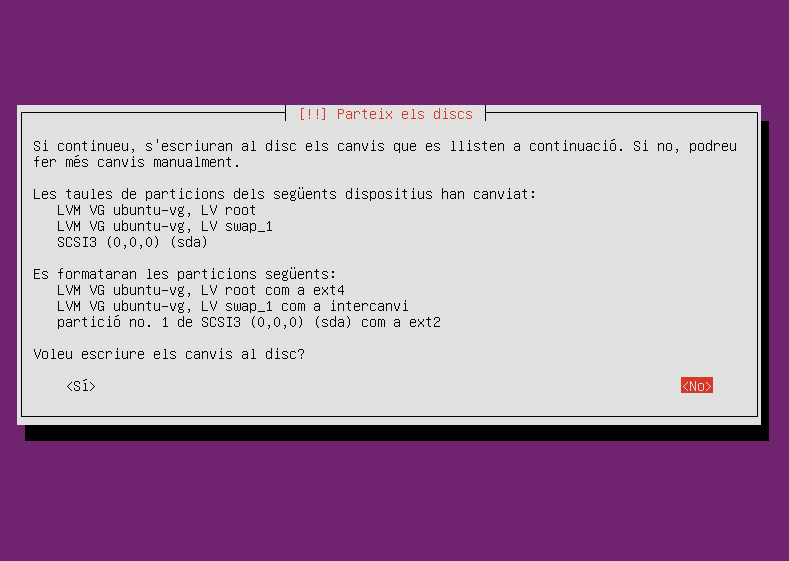 [!!] Parteix els discs
Si continueu, s'escriuran al disc els canvis que es llisten a continuació. Si no, podreu
fer més canvis manualment.
Les taules de particions dels següents dispositius han canviat:
LVM VG ubuntu-vg, LV root
LVM VG ubuntu-vg, LV swap_1
SCSI3 (0,0,0) (sda)
Es formataran les particions següents:
LVM VG ubuntu-vg, LV root com a ext4
LVM VG ubuntu-vg, LV swap_1 com a intercanvi
partició no. 1 de SCSI3 (0,0,0) (sda) com a ext2
Voleu escriure els canvis al disc?
<Sí> <No>